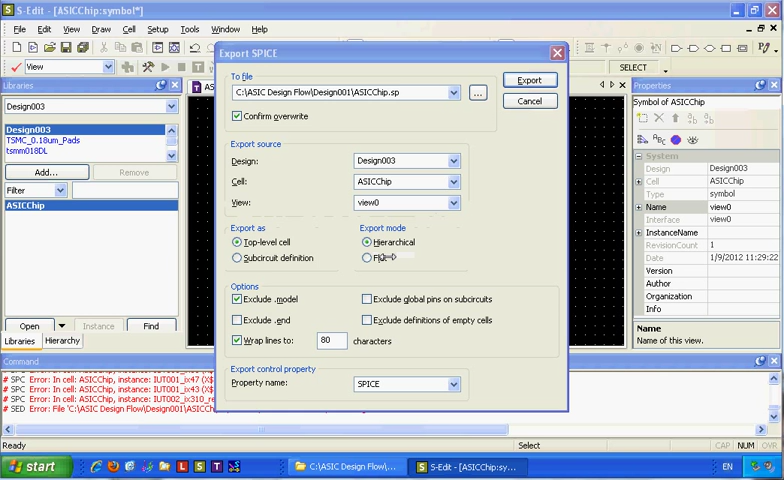 S-Edit - [ASICChip:symbol*]
File Edit View Draw Cell Setup Tools Window Help
View
SELECT
Libraries
Design003
Design003
TSMC_0.18um_Pads
tsmm018DL
Add...
Remove
Filter
ASICChip
Open
Instance
Find
Libraries Hierarchy
Export SPICE
To file
C:\ASIC Design Flow\Design001\ASICChip.sp
...
Export
Cancel
Confirm overwrite
Export source
Design: Design003
Cell: ASICChip
View: view0
Export as
Top-level cell
Subcircuit definition
Export mode
Hierarchical
Options
Exclude .model
Exclude global pins on subcircuits
Exclude .end
Exclude definitions of empty cells
Wrap lines to: 80 characters
Export control property
Property name: SPICE
Properties
Symbol of ASICChip
System
Design Design003
Cell ASICChip
Type symbol
Name view0
Interface view0
InstanceName
RevisionCount 1
Date 1/9/2012 11:29:22
Version
Author
Organization
Info
Name
Name of this view.
Command
# SPC Error: In cell: ASICChip, instance: IUT001_ix47 (X$
# SPC Error: In cell: ASICChip, instance: IUT001_ix43 (X$
# SPC Error: In cell: ASICChip, instance: IUT002_ix310_re
# SED Error: File 'C:\ASIC Design Flow\Design001\ASICCh
Ready
Select
CAP NUM OVR
start
C:\ASIC Design Flow\...
S-Edit - [ASICChip:sy...
EN